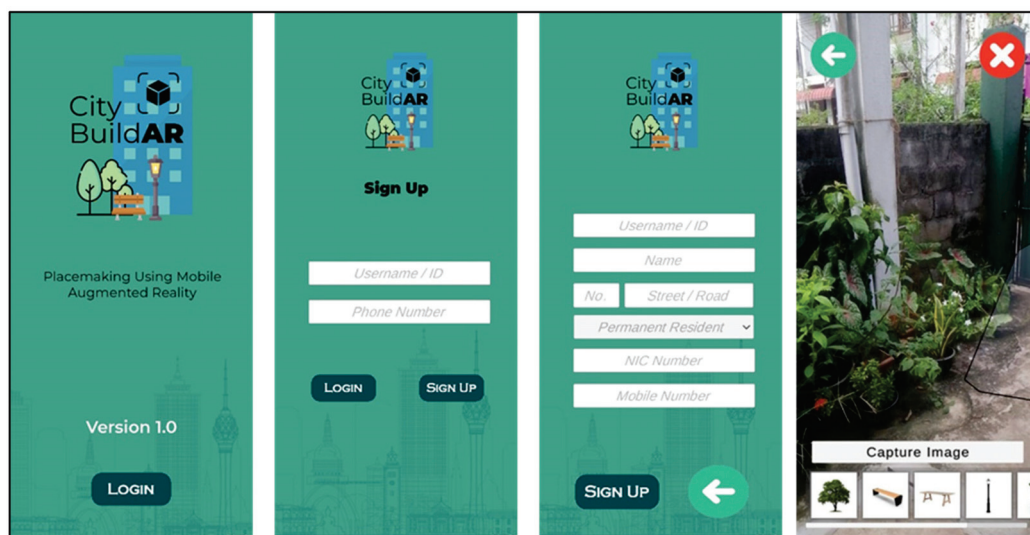 City
BuildAR
Placemaking Using Mobile
Augmented Reality
Version 1.0
LOGIN
City
BuildAR
Sign Up
Username / ID
Phone Number
LOGIN
SIGN UP
City
BuildAR
Username / ID
Name
No.
Street / Road
Permanent Resident
NIC Number
Mobile Number
SIGN UP
Capture Image